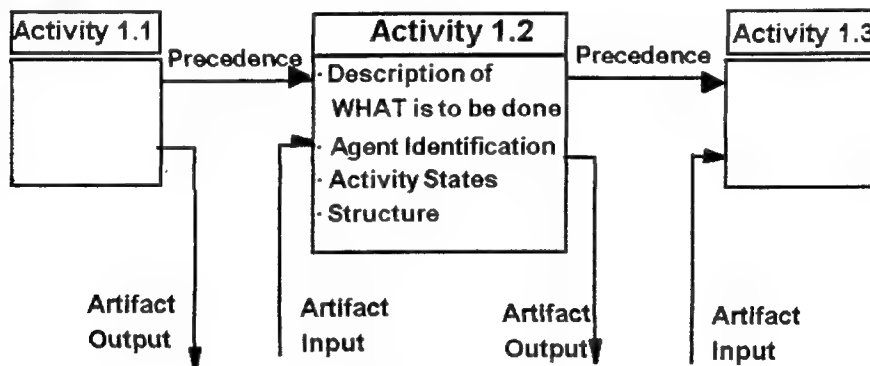 Activity 1.1
Precedence
Activity 1.2
· Description of
WHAT is to be done
· Agent Identification
· Activity States
· Structure
Precedence
Activity 1.3
Artifact
Output
Artifact
Input
Artifact
Output
Artifact
Input